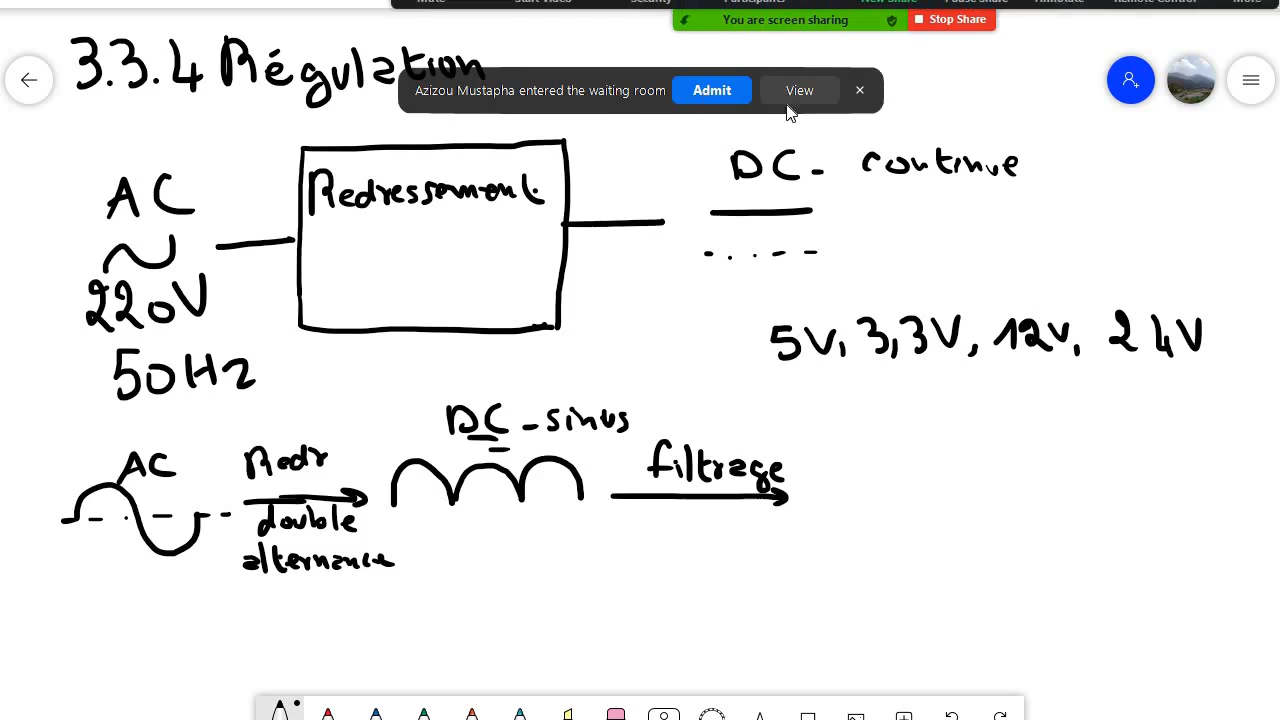 You are screen sharing
Stop Share
3.3.4 Régulation
Azizou Mustapha entered the waiting room
Admit
View
AC
220V
50Hz
Redressement
DC - continue
5V, 3,3V, 12V, 24V
AC
Redr
double
alternance
DC - sinus
filtrage